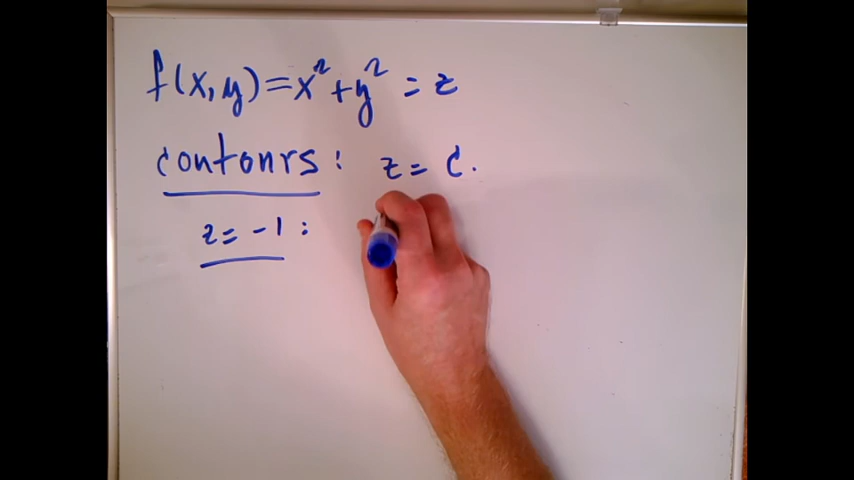 f(x,y)=x²+y²=z
contours: z=C.
z=-1: